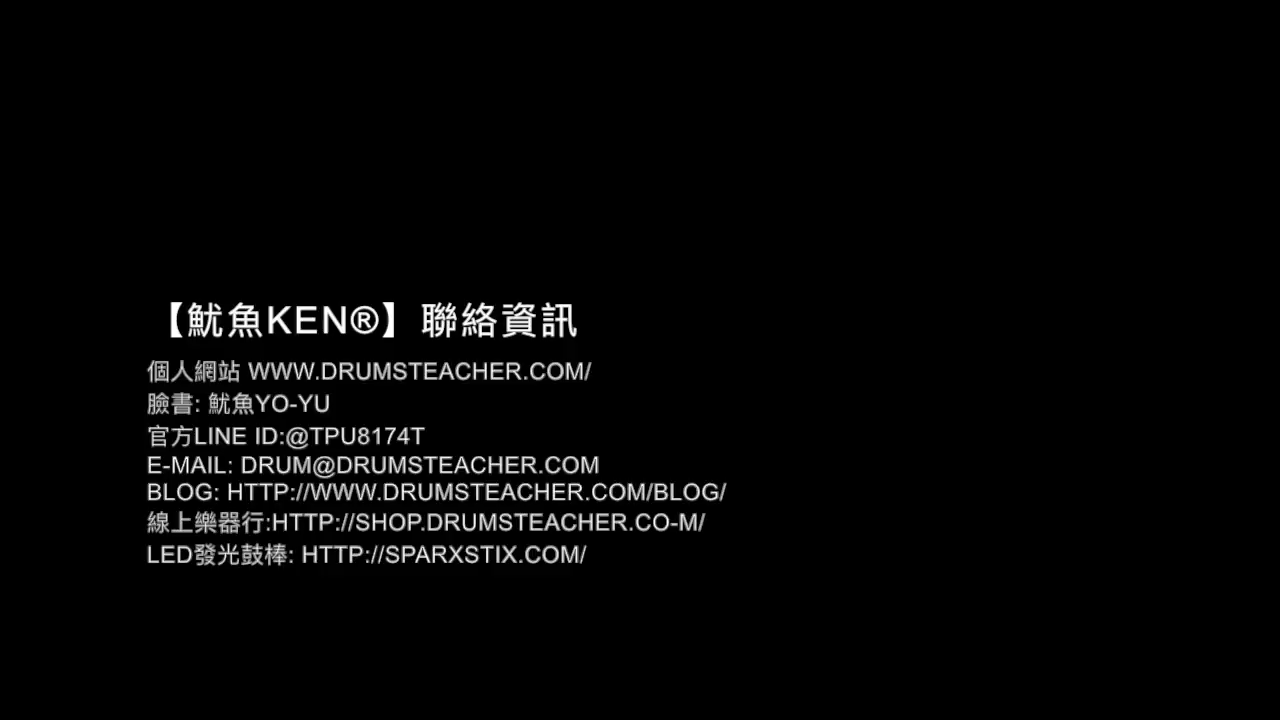 【魷魚KEN®】聯絡資訊
個人網站 WWW.DRUMSTEACHER.COM/
臉書: 魷魚YO-YU
官方LINE ID:@TPU8174T
E-MAIL: DRUM@DRUMSTEACHER.COM
BLOG: HTTP://WWW.DRUMSTEACHER.COM/BLOG/
線上樂器行:HTTP://SHOP.DRUMSTEACHER.CO-M/
LED發光鼓棒: HTTP://SPARXSTIX.COM/